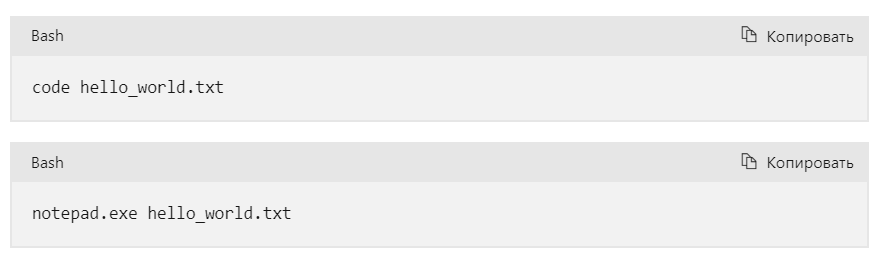 Bash Копировать
code hello_world.txt
Bash Копировать
notepad.exe hello_world.txt